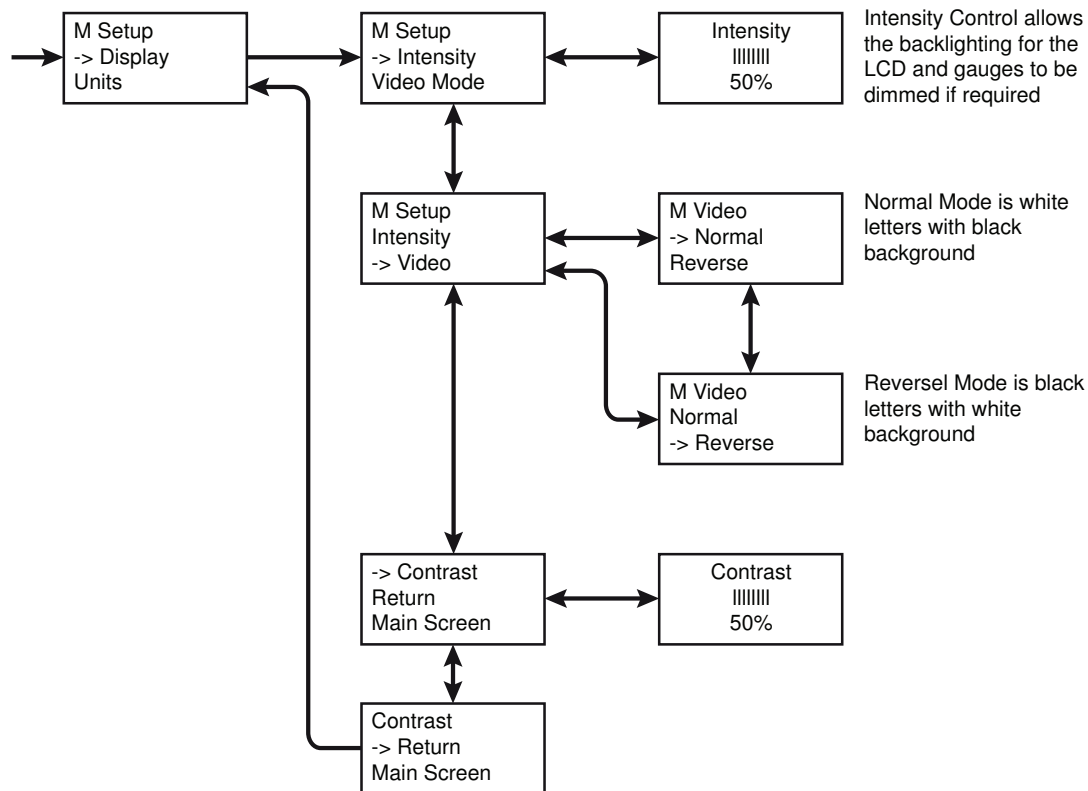 M Setup
-> Display
Units
M Setup
-> Intensity
Video Mode
Intensity
IIIIIIII
50%
Intensity Control allows
the backlighting for the
LCD and gauges to be
dimmed if required
M Setup
Intensity
-> Video
M Video
-> Normal
Reverse
Normal Mode is white
letters with black
background
M Video
Normal
-> Reverse
Reversel Mode is black
letters with white
background
-> Contrast
Return
Main Screen
Contrast
IIIIIIII
50%
Contrast
-> Return
Main Screen